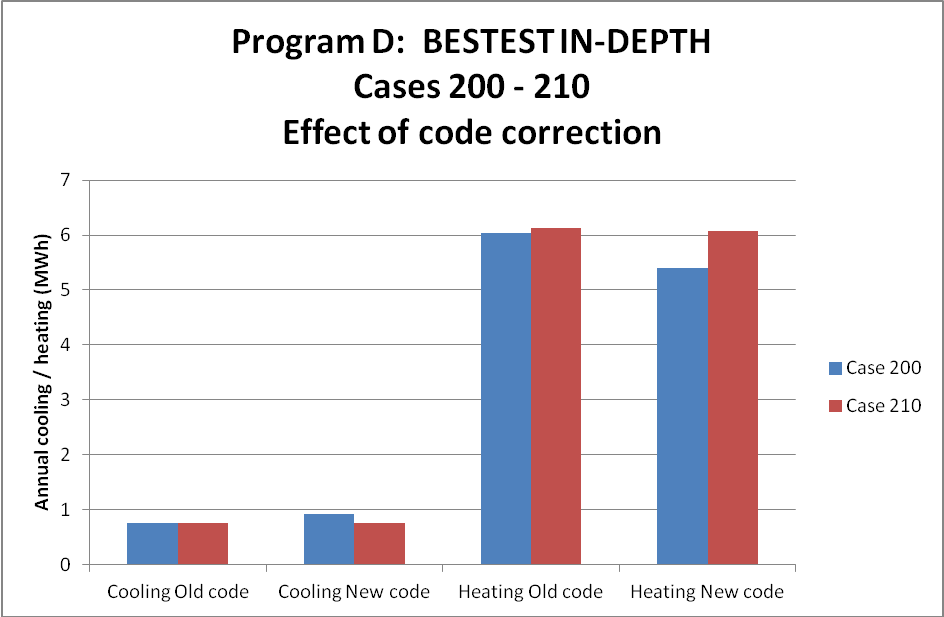 Program D:  BESTEST IN-DEPTH
Cases 200 - 210
Effect of code correction
Annual cooling / heating (MWh)
7
6
5
4
3
2
1
0
Cooling Old code
Cooling New code
Heating Old code
Heating New code
Case 200
Case 210